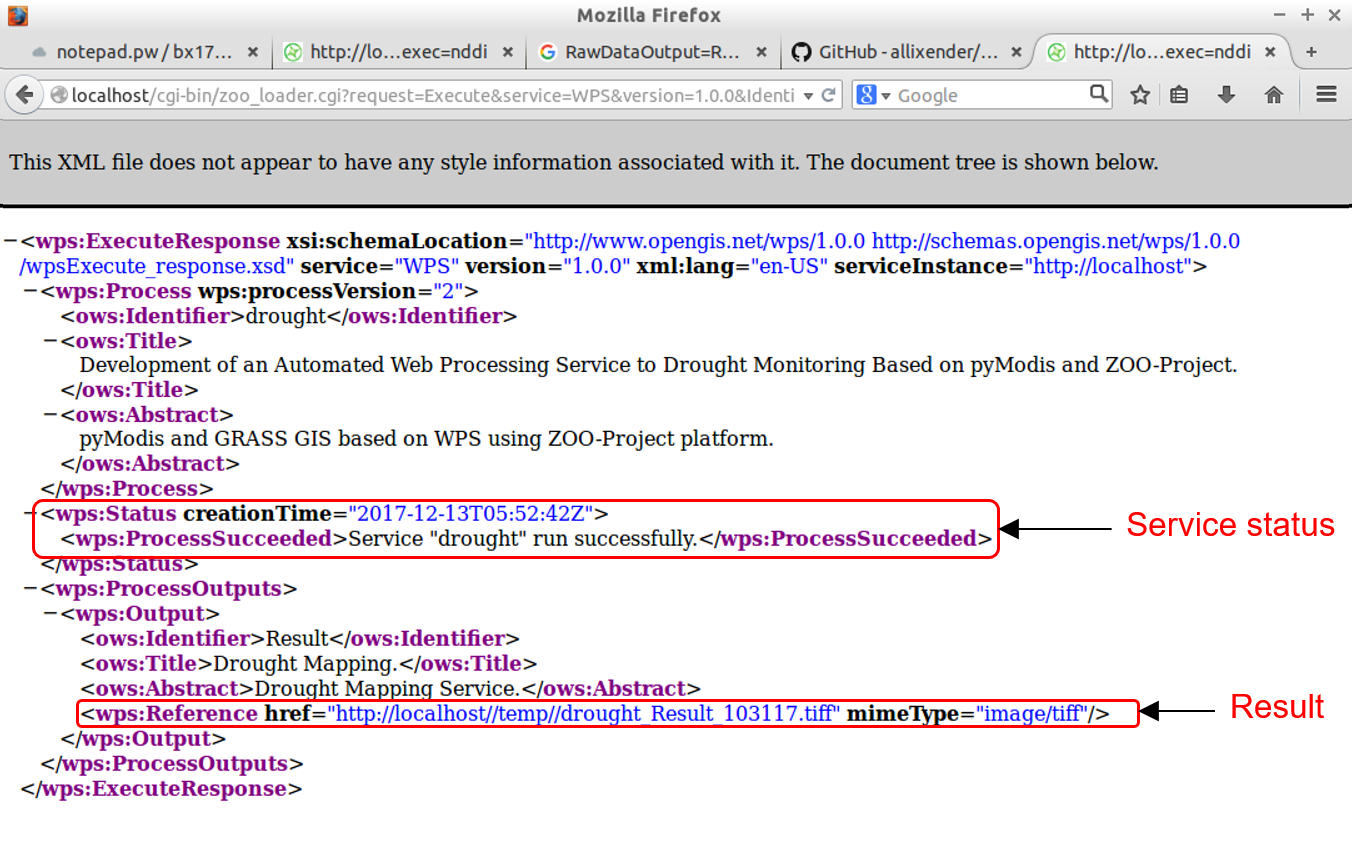 Mozilla Firefox
notepad.pw / bx17...
http://lo...exec=nddi
RawDataOutput=R...
GitHub - allixender/...
http://lo...exec=nddi
localhost/cgi-bin/zoo_loader.cgi?request=Execute&service=WPS&version=1.0.0&Identi
8 Google
This XML file does not appear to have any style information associated with it. The document tree is shown below.
−<wps:ExecuteResponse xsi:schemaLocation="http://www.opengis.net/wps/1.0.0 http://schemas.opengis.net/wps/1.0.0
/wpsExecute_response.xsd" service="WPS" version="1.0.0" xml:lang="en-US" serviceInstance="http://localhost">
−<wps:Process wps:processVersion="2">
<ows:Identifier>drought</ows:Identifier>
−<ows:Title>
Development of an Automated Web Processing Service to Drought Monitoring Based on pyModis and ZOO-Project.
</ows:Title>
−<ows:Abstract>
pyModis and GRASS GIS based on WPS using ZOO-Project platform.
</ows:Abstract>
</wps:Process>
−<wps:Status creationTime="2017-12-13T05:52:42Z">
<wps:ProcessSucceeded>Service "drought" run successfully.</wps:ProcessSucceeded>
Service status
</wps:Status>
−<wps:ProcessOutputs>
−<wps:Output>
<ows:Identifier>Result</ows:Identifier>
<ows:Title>Drought Mapping.</ows:Title>
<ows:Abstract>Drought Mapping Service.</ows:Abstract>
<wps:Reference href="http://localhost//temp//drought_Result_103117.tiff" mimeType="image/tiff"/>
Result
</wps:Output>
</wps:ProcessOutputs>
</wps:ExecuteResponse>